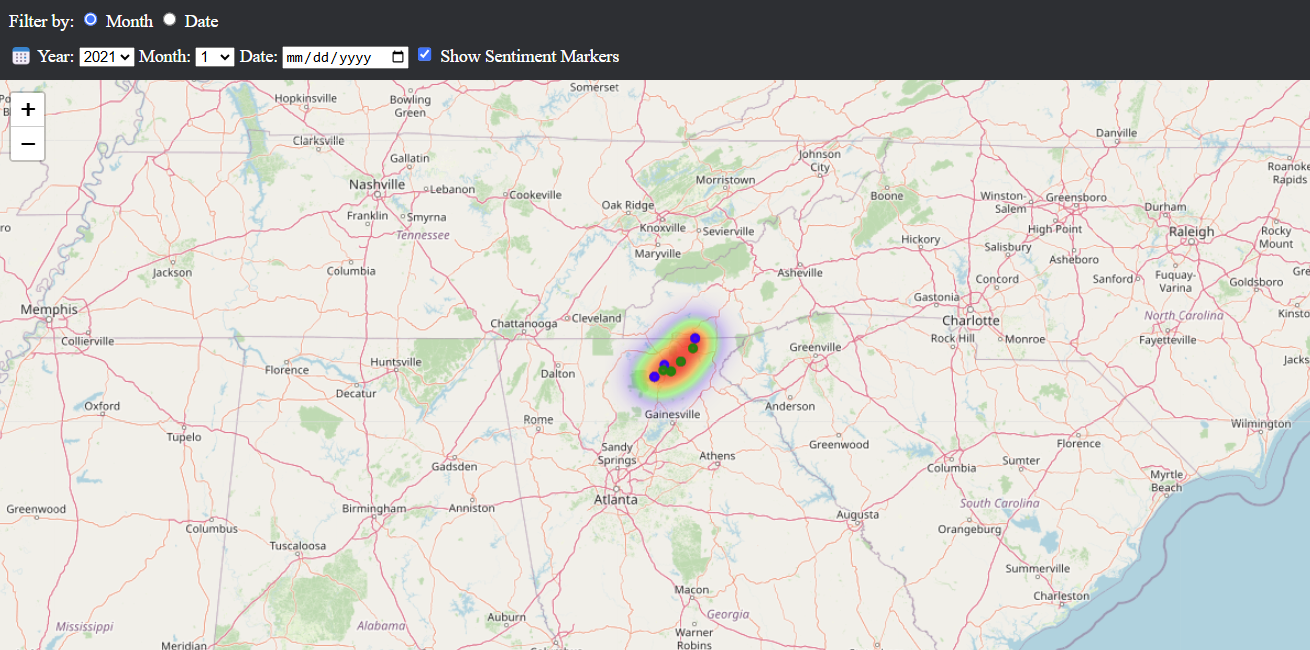 Filter by: Month Date
Year: 2021 Month: 1 Date: mm/dd/yyyy Show Sentiment Markers
+
−
Somerset
Hopkinsville
Bowling
Green
Clarksville
Danville
Gallatin
Johnson
City
Roanoke
Rapids
Nashville
Lebanon
Cookeville
Morristown
Boone
Winston-
Salem
Greensboro
Oak Ridge
Durham
Franklin
Smyrna
Tennessee
Knoxville
Sevierville
High Point
Raleigh
Rocky
Mount
Hickory
Salisbury
Maryville
Asheboro
Jackson
Columbia
Asheville
Concord
Sanford
Fuquay-
Varina
Goldsboro
Gastonia
Memphis
Collierville
Chattanooga
Cleveland
Charlotte
North Carolina
Rock Hill
Monroe
Fayetteville
Greenville
Huntsville
Florence
Dalton
Decatur
Oxford
Rome
Gainesville
Anderson
Tupelo
Wilmington
Sandy
Springs
Athens
Greenwood
Florence
Gadsden
Columbia
Sumter
Myrtle
Beach
Atlanta
South Carolina
Greenwood
Birmingham
Anniston
Columbus
Augusta
Orangeburg
Tuscaloosa
Summerville
Macon
Charleston
Auburn
Georgia
Mississippi
Alabama
Warner
Robins
Meridian